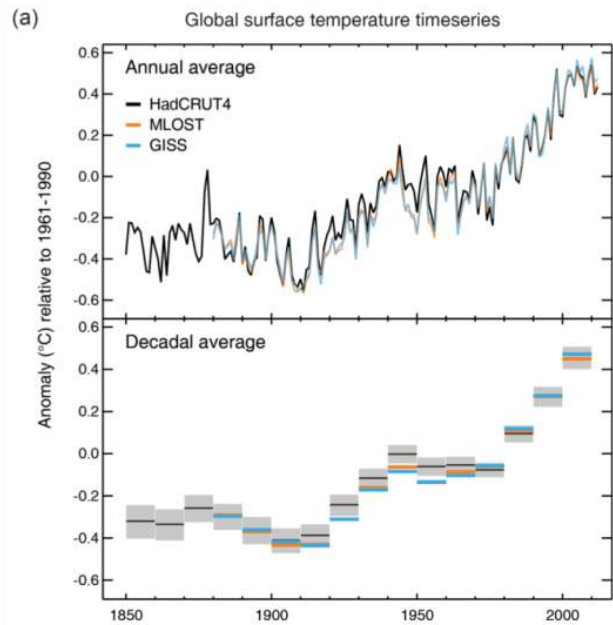 (a)
Global surface temperature timeseries
Anomaly (°C) relative to 1961-1990
Annual average
HadCRUT4
MLOST
GISS
0.6
0.4
0.2
0.0
-0.2
-0.4
-0.6
Decadal average
0.6
0.4
0.2
0.0
-0.2
-0.4
-0.6
1850 1900 1950 2000